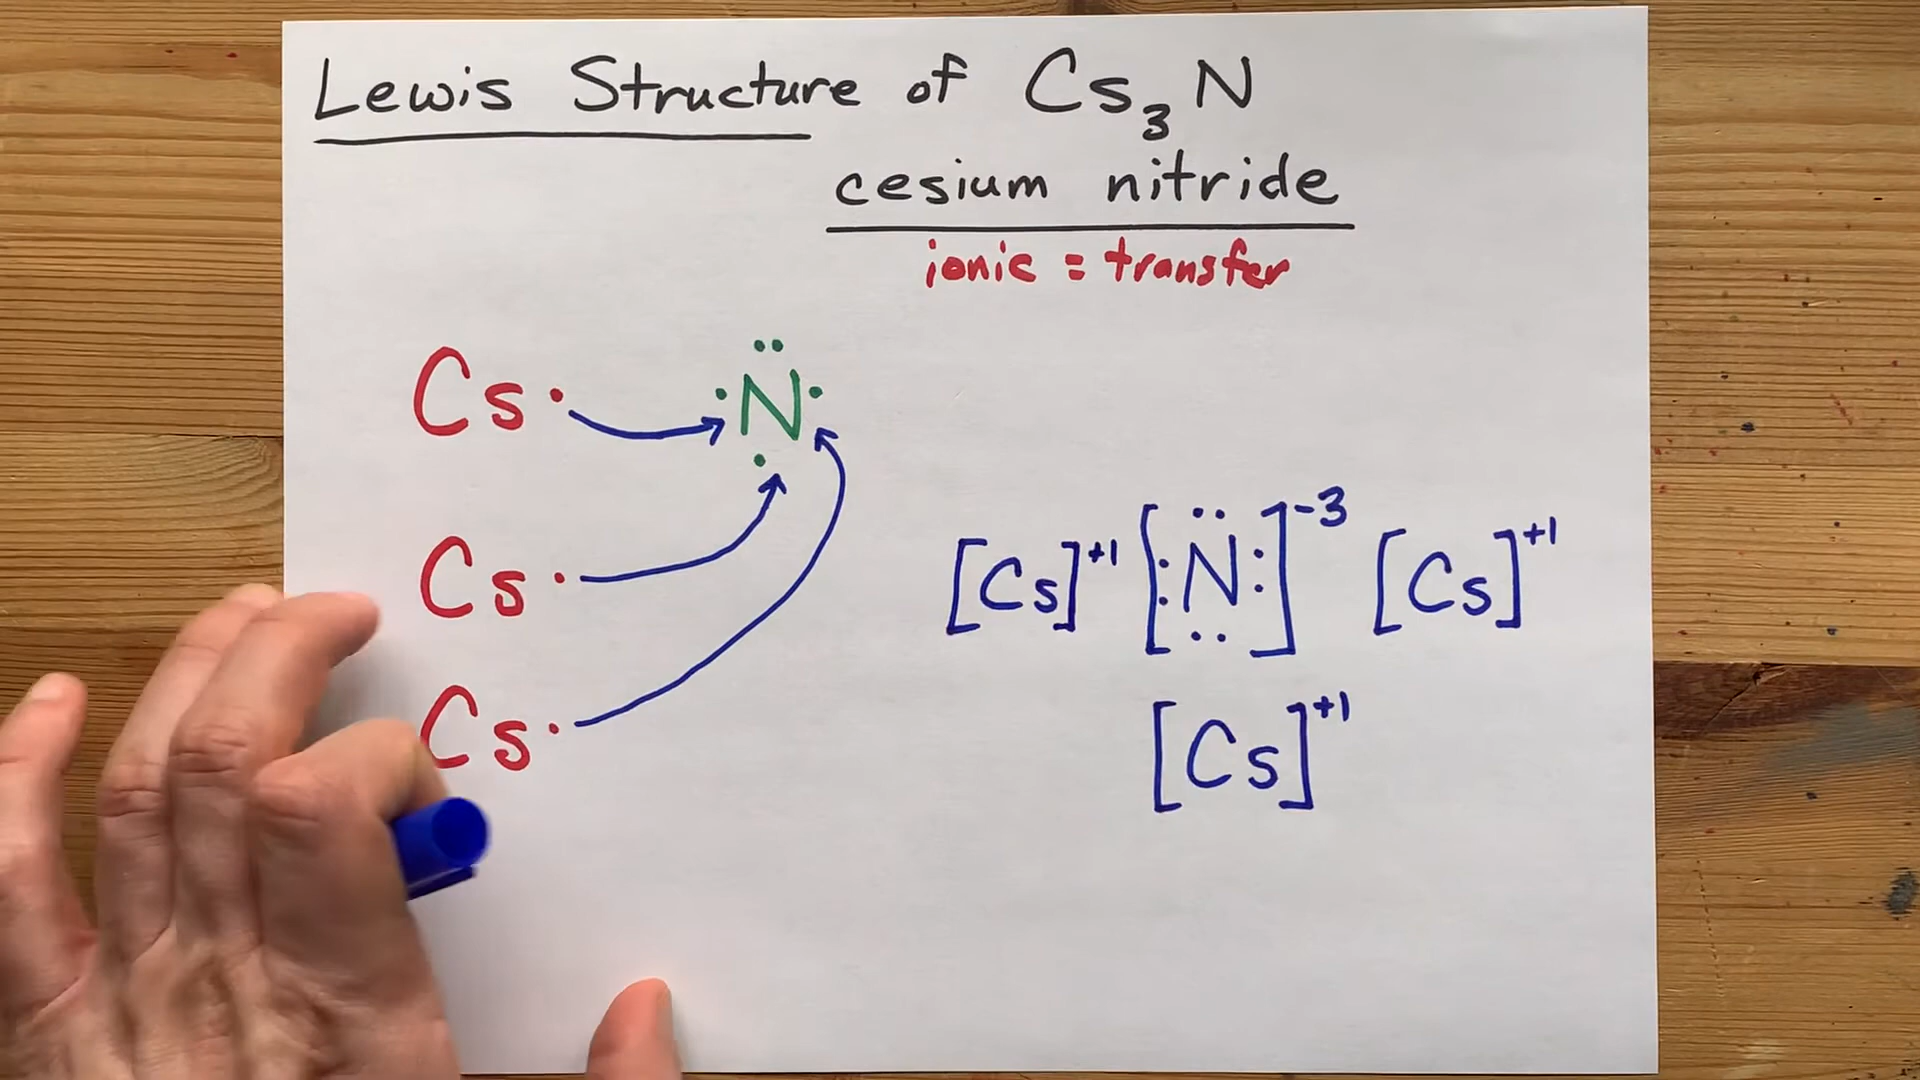 Lewis Structure of Cs₃N
cesium nitride
ionic = transfer
Cs· ·N̈·
Cs·
Cs·
[Cs]⁺¹ [:N:]⁻³ [Cs]⁺¹
[Cs]⁺¹